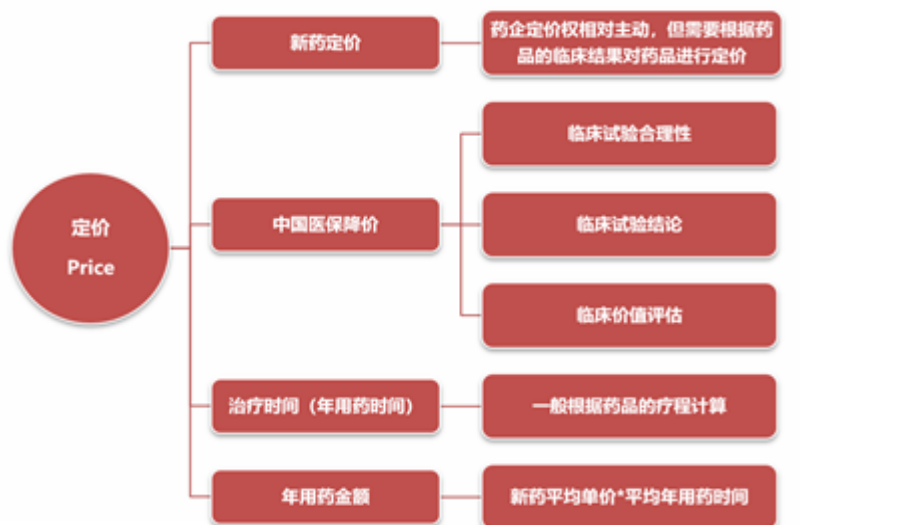 定价
Price
新药定价
药企定价权相对主动，但需要根据药
品的临床结果对药品进行定价
中国医保降价
临床试验合理性
临床试验结论
临床价值评估
治疗时间（年用药时间）
一般根据药品的疗程计算
年用药金额
新药平均单价*平均年用药时间